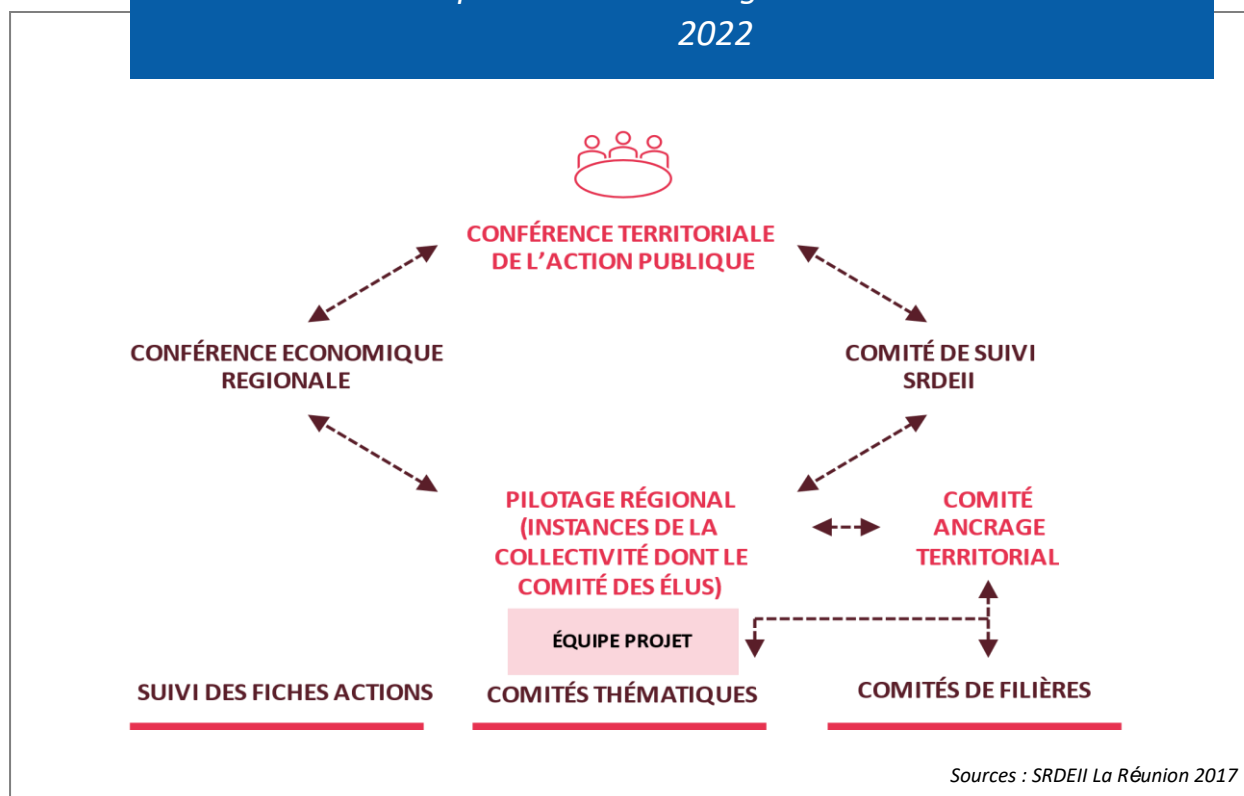 2022
CONFÉRENCE TERRITORIALE
DE L’ACTION PUBLIQUE
CONFÉRENCE ECONOMIQUE
REGIONALE
COMITÉ DE SUIVI
SRDEII
PILOTAGE RÉGIONAL
(INSTANCES DE LA
COLLECTIVITÉ DONT LE
COMITÉ DES ÉLUS)
COMITÉ
ANCRAGE
TERRITORIAL
ÉQUIPE PROJET
SUIVI DES FICHES ACTIONS
COMITÉS THÉMATIQUES
COMITÉS DE FILIÈRES
Sources : SRDEII La Réunion 2017